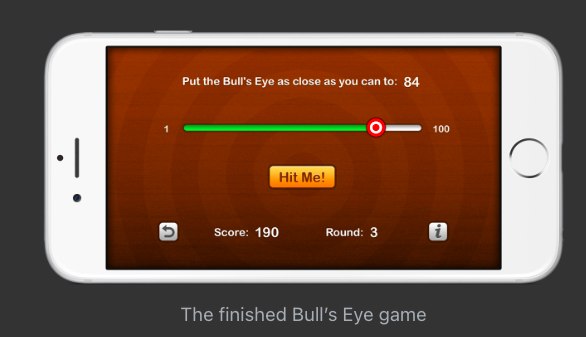 Put the Bull's Eye as close as you can to: 84
1 100
Hit Me!
Score: 190 Round: 3 i
The finished Bull’s Eye game